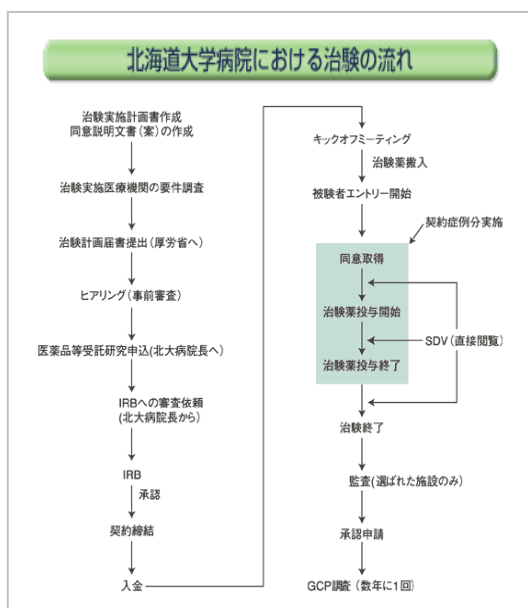 北海道大学病院における治験の流れ
治験実施計画書作成
同意説明文書(案)の作成
治験実施医療機関の要件調査
治験計画届書提出(厚労省へ)
ヒアリング(事前審査)
医薬品等受託研究申込(北大病院長へ)
IRBへの審査依頼
(北大病院長から)
IRB
承認
契約締結
入金
キックオフミーティング
治験薬搬入
被験者エントリー開始
契約症例分実施
同意取得
治験薬投与開始
SDV(直接閲覧)
治験薬投与終了
治験終了
監査(選ばれた施設のみ)
承認申請
GCP調査(数年に1回)